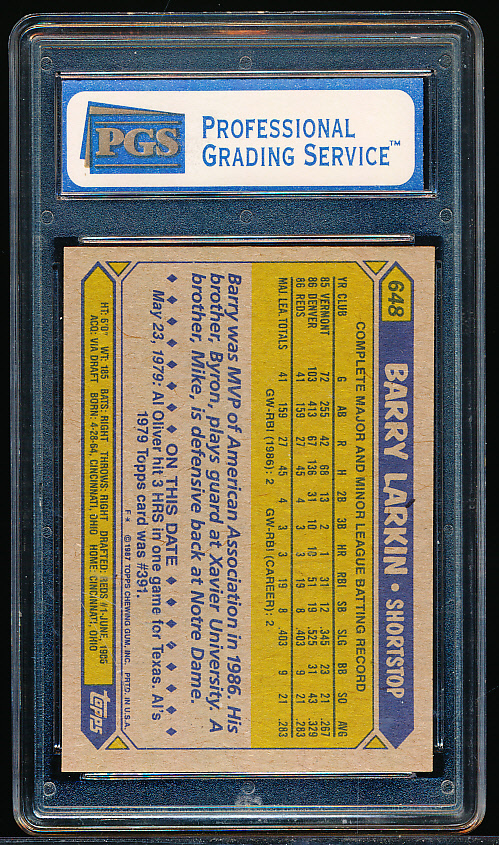 PGS
PROFESSIONAL
GRADING SERVICE™
648
BARRY LARKIN • SHORTSTOP
COMPLETE MAJOR AND MINOR LEAGUE BATTING RECORD
YR CLUB G AB R H 2B 3B HR RBI SB SLG BB SO AVG
85 VERMONT 72 255 42 68 13 2 1 31 12 .345 23 21 .267
86 DENVER 103 413 67 136 31 10 10 51 19 .525 31 43 .329
86 REDS 41 159 27 45 4 3 3 19 8 .403 9 21 .283
MAJ LEA TOTALS 41 159 27 45 4 3 3 19 8 .403 9 21 .283
GW-RBI (1986): 2 GW-RBI (CAREER): 2
Barry was MVP of American Association in 1986. His
brother, Byron, plays guard at Xavier University. A
brother, Mike, is defensive back at Notre Dame.
♦ ♦ ♦ ♦ ♦ ♦ ON THIS DATE ♦ ♦ ♦ ♦ ♦ ♦
May 23, 1979: Al Oliver hit 3 HRS in one game for Texas. Al's
1979 Topps card was #391.
F* ©1987 TOPPS CHEWING GUM, INC. PRTD. IN U.S.A.
HT: 6'0" WT: 185 BATS: RIGHT THROWS: RIGHT DRAFTED: REDS #1-JUNE, 1985
ACQ: VIA DRAFT BORN: 4-28-64, CINCINNATI, OHIO HOME: CINCINNATI, OHIO
TOPPS